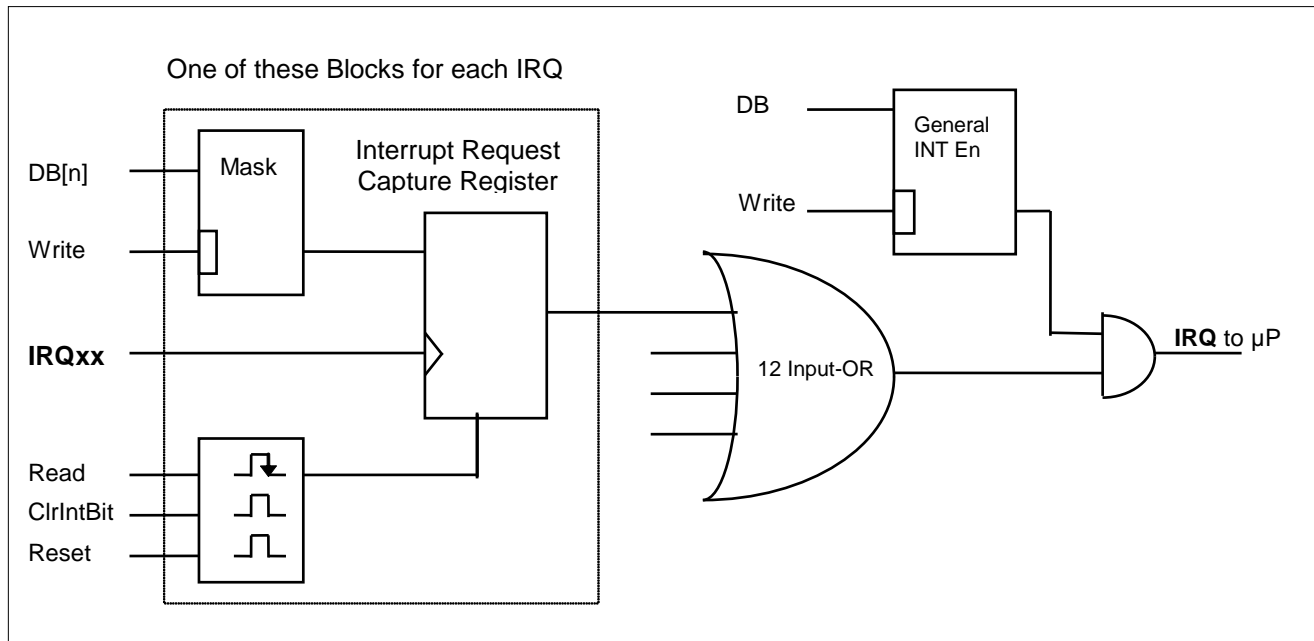 One of these Blocks for each IRQ
DB[n]
Mask
Write
Interrupt Request
Capture Register
IRQxx
Read
ClrIntBit
Reset
DB
General
INT En
Write
12 Input-OR
IRQ to µP